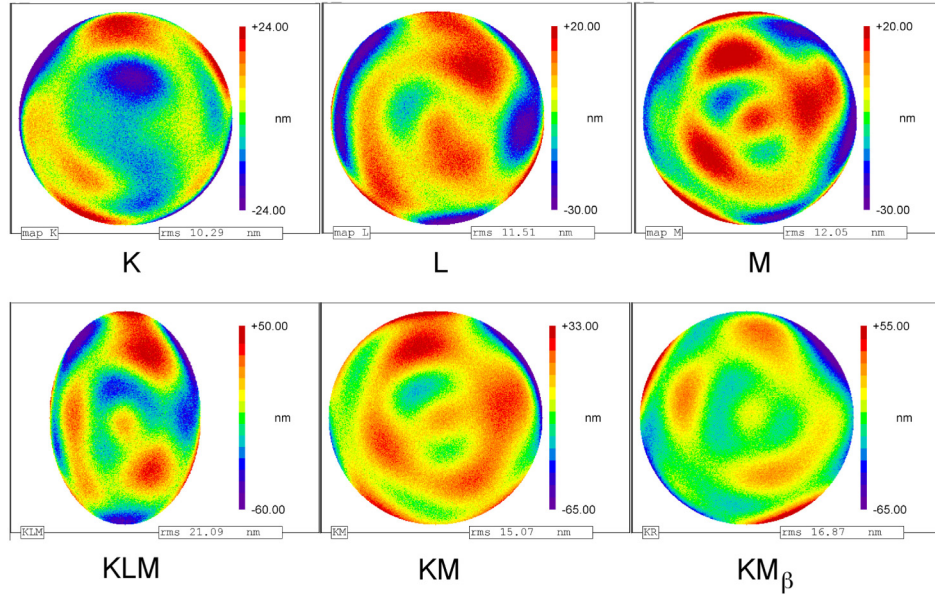 +24.00
nm
-24.00
map K rms 10.29 nm
K
+20.00
nm
-30.00
map L rms 11.51 nm
L
+20.00
nm
-30.00
map M rms 12.05 nm
M
+50.00
nm
-60.00
KLM rms 21.09 nm
KLM
+33.00
nm
-65.00
KM rms 15.07 nm
KM
+55.00
nm
-65.00
KR rms 16.87 nm
KMβ